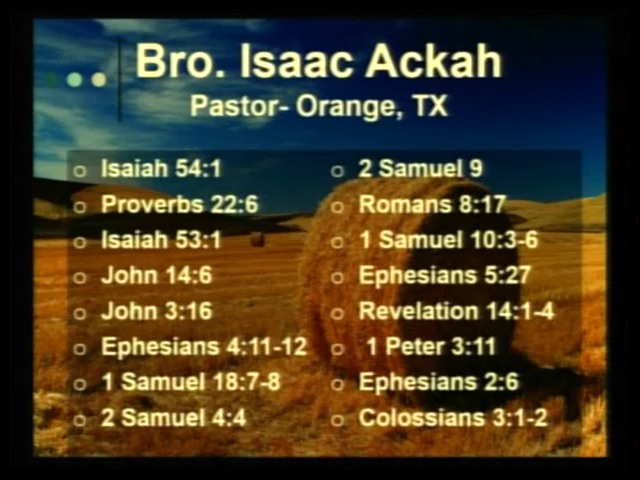 Bro. Isaac Ackah
Pastor- Orange, TX
Isaiah 54:1
Proverbs 22:6
Isaiah 53:1
John 14:6
John 3:16
Ephesians 4:11-12
1 Samuel 18:7-8
2 Samuel 4:4
2 Samuel 9
Romans 8:17
1 Samuel 10:3-6
Ephesians 5:27
Revelation 14:1-4
1 Peter 3:11
Ephesians 2:6
Colossians 3:1-2